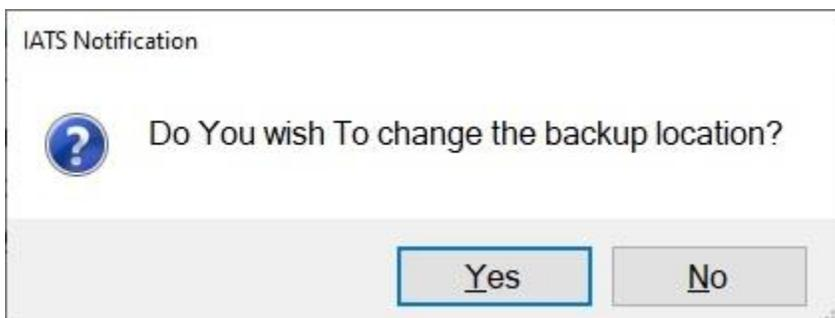 IATS Notification
Do You wish To change the backup location?
Yes
No